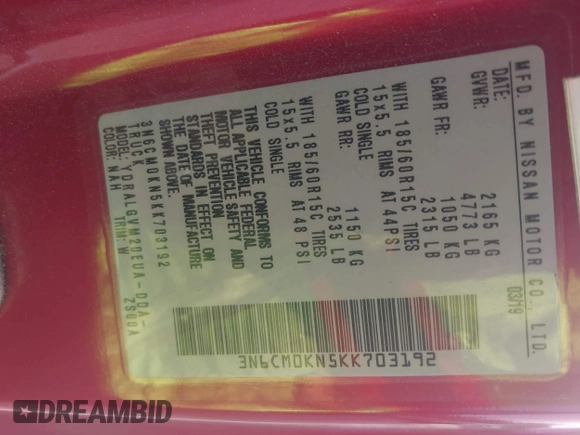 MFD. BY NISSAN MOTOR CO., LTD.
DATE: 03/19
GVWR: 2165 KG
4773 LB
GAWR FR: 1050 KG
2315 LB
WITH 185/60R15C TIRES
15x5.5 RIMS AT 44PSI
COLD SINGLE
GAWR RR: 1150 KG
2535 LB
WITH 185/60R15C TIRES
15x5.5 RIMS AT 48 PSI
COLD SINGLE
THIS VEHICLE CONFORMS TO
ALL APPLICABLE FEDERAL
MOTOR VEHICLE SAFETY AND
THEFT PREVENTION
STANDARDS IN EFFECT ON
THE DATE OF MANUFACTURE
SHOWN ABOVE.
3N6CM0KN5KK703192
TRUCK
MODEL: YDRALGVM20EUA-DDA-
COLOR: NAH TRIM: W ZS00A
3N6CM0KN5KK703192
DREAMBID